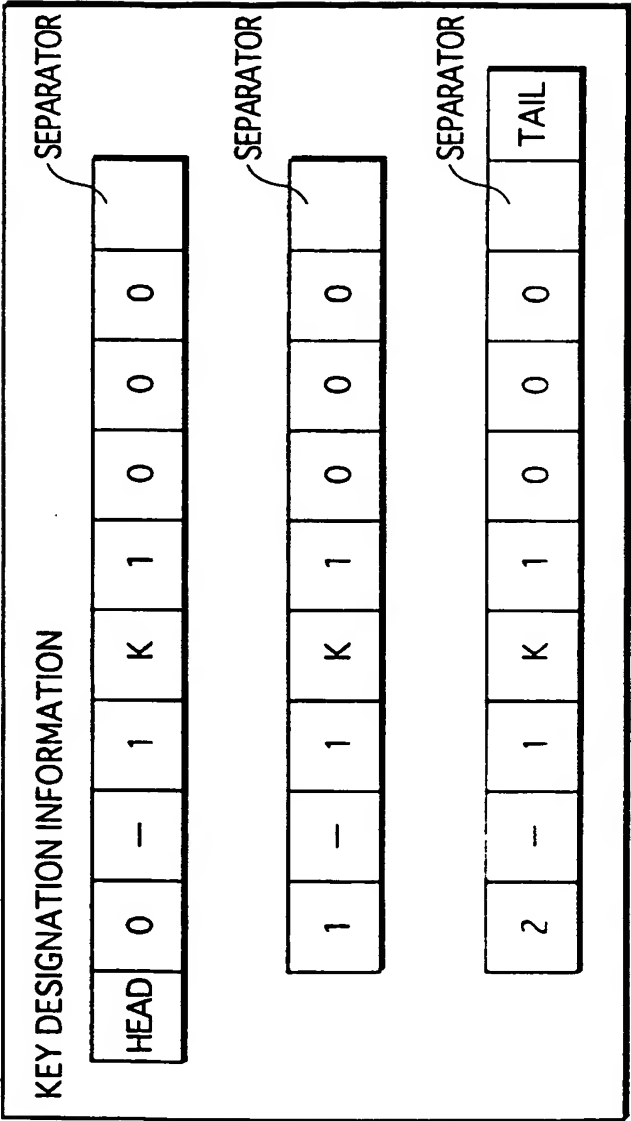 KEY DESIGNATION INFORMATION
SEPARATOR
HEAD 0 – 1 K 1 0 0 0
SEPARATOR
1 – 1 K 1 0 0 0
SEPARATOR
2 – 1 K 1 0 0 0 TAIL